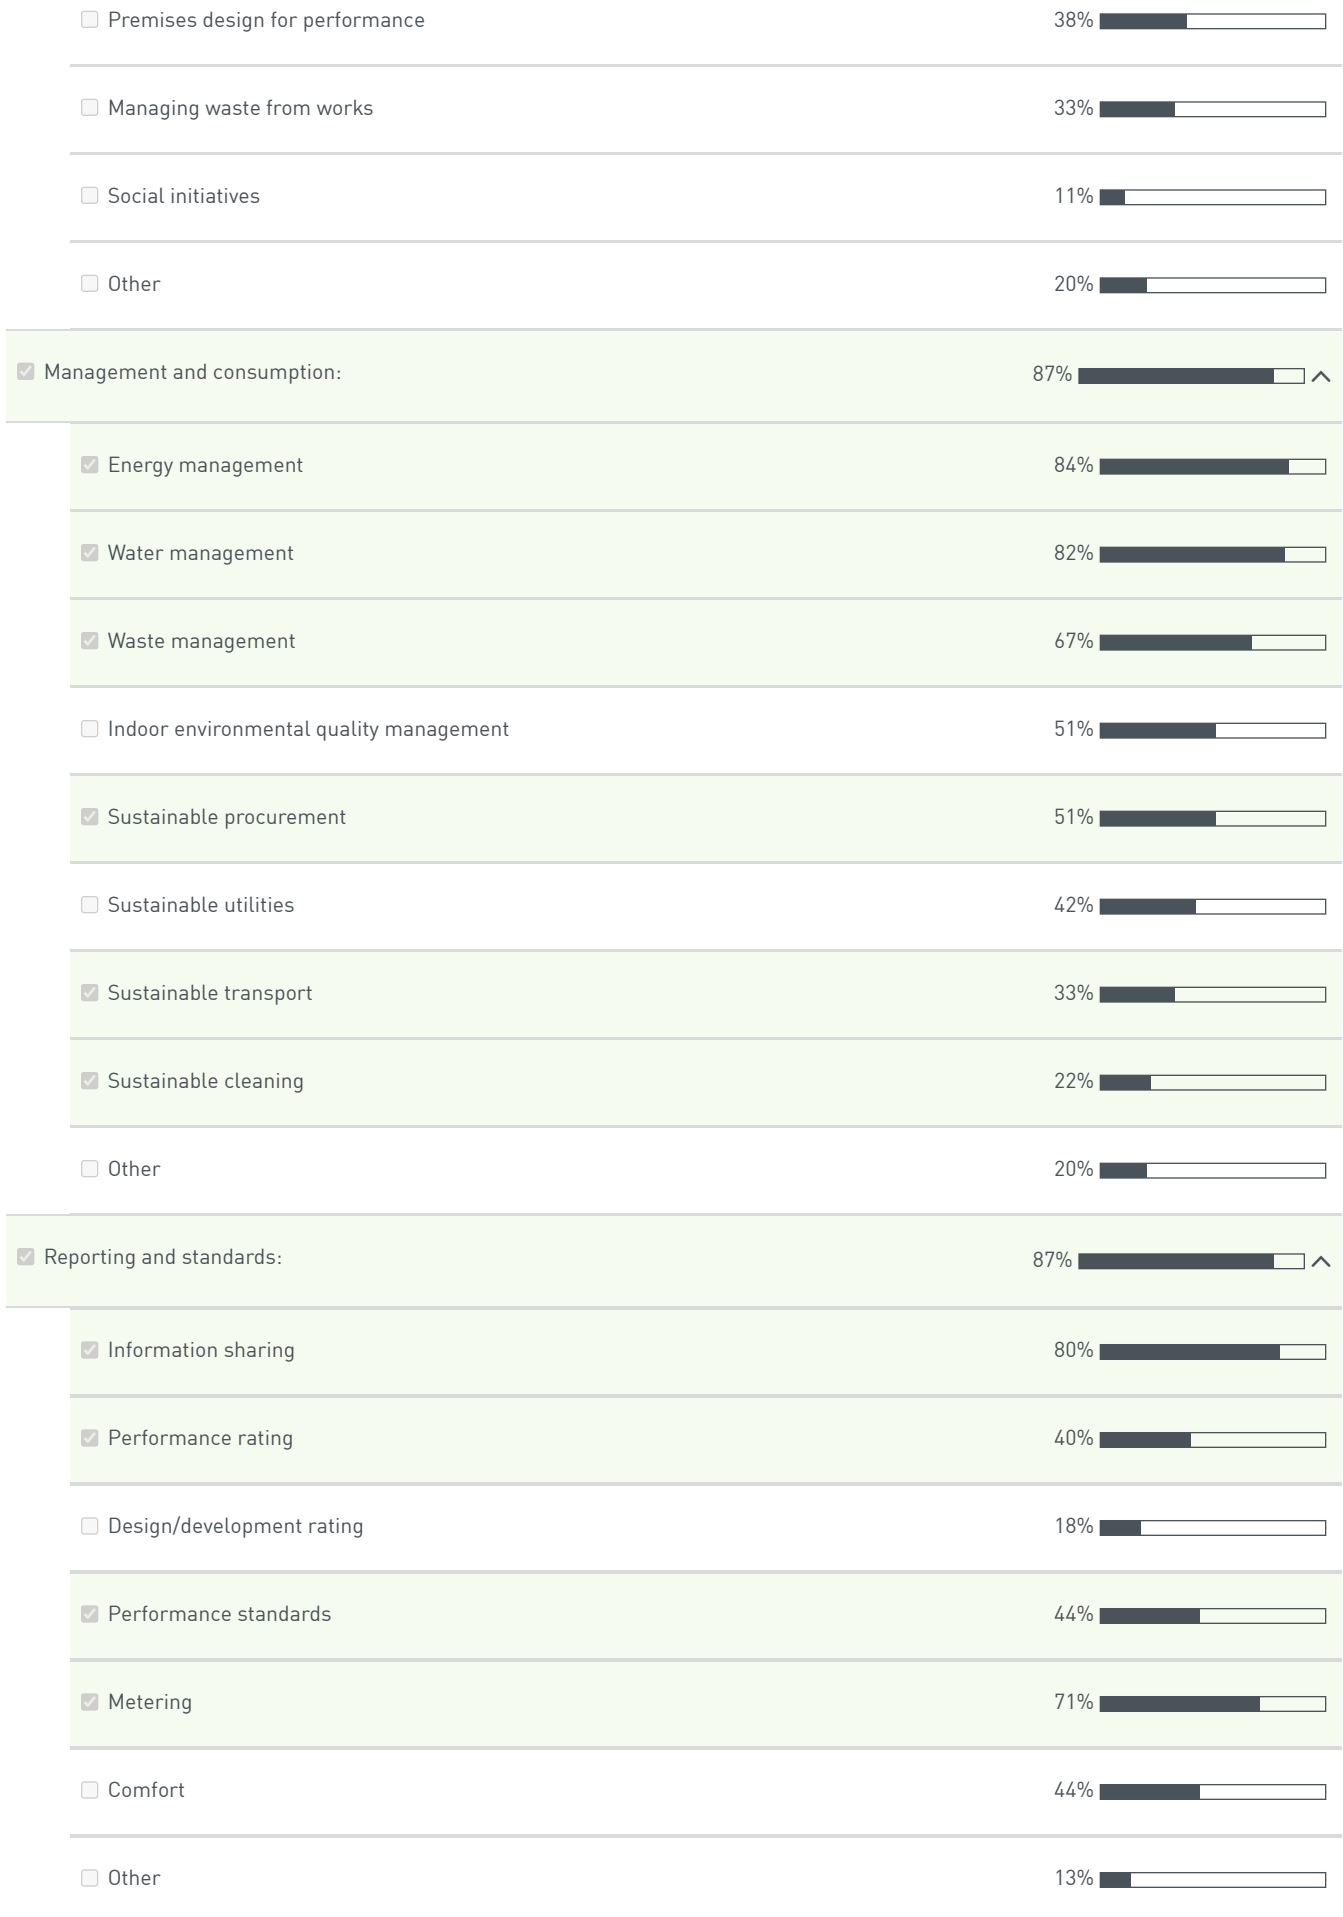 Premises design for performance 38%
Managing waste from works 33%
Social initiatives 11%
Other 20%
Management and consumption: 87%
Energy management 84%
Water management 82%
Waste management 67%
Indoor environmental quality management 51%
Sustainable procurement 51%
Sustainable utilities 42%
Sustainable transport 33%
Sustainable cleaning 22%
Other 20%
Reporting and standards: 87%
Information sharing 80%
Performance rating 40%
Design/development rating 18%
Performance standards 44%
Metering 71%
Comfort 44%
Other 13%